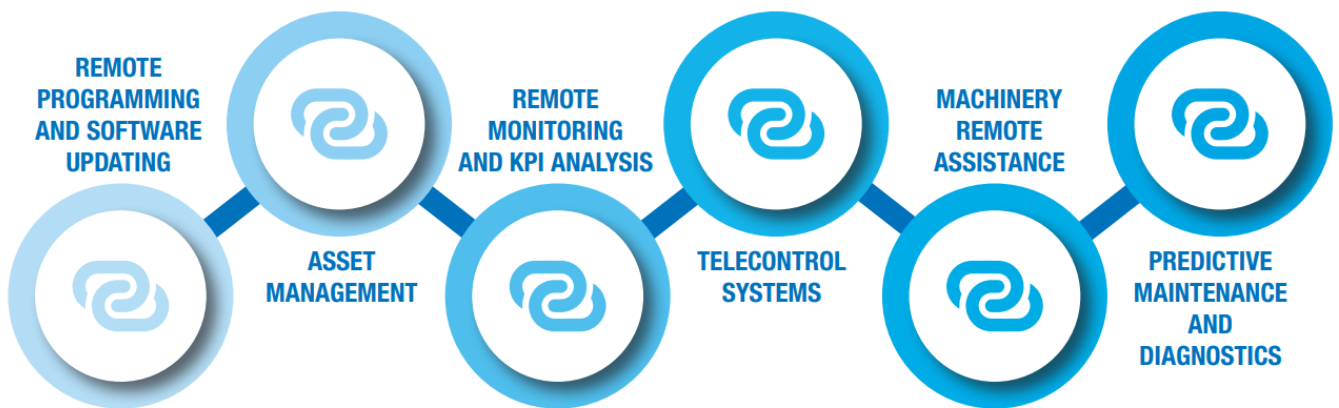 REMOTE
PROGRAMMING
AND SOFTWARE
UPDATING
ASSET
MANAGEMENT
REMOTE
MONITORING
AND KPI ANALYSIS
TELECONTROL
SYSTEMS
MACHINERY
REMOTE
ASSISTANCE
PREDICTIVE
MAINTENANCE
AND
DIAGNOSTICS